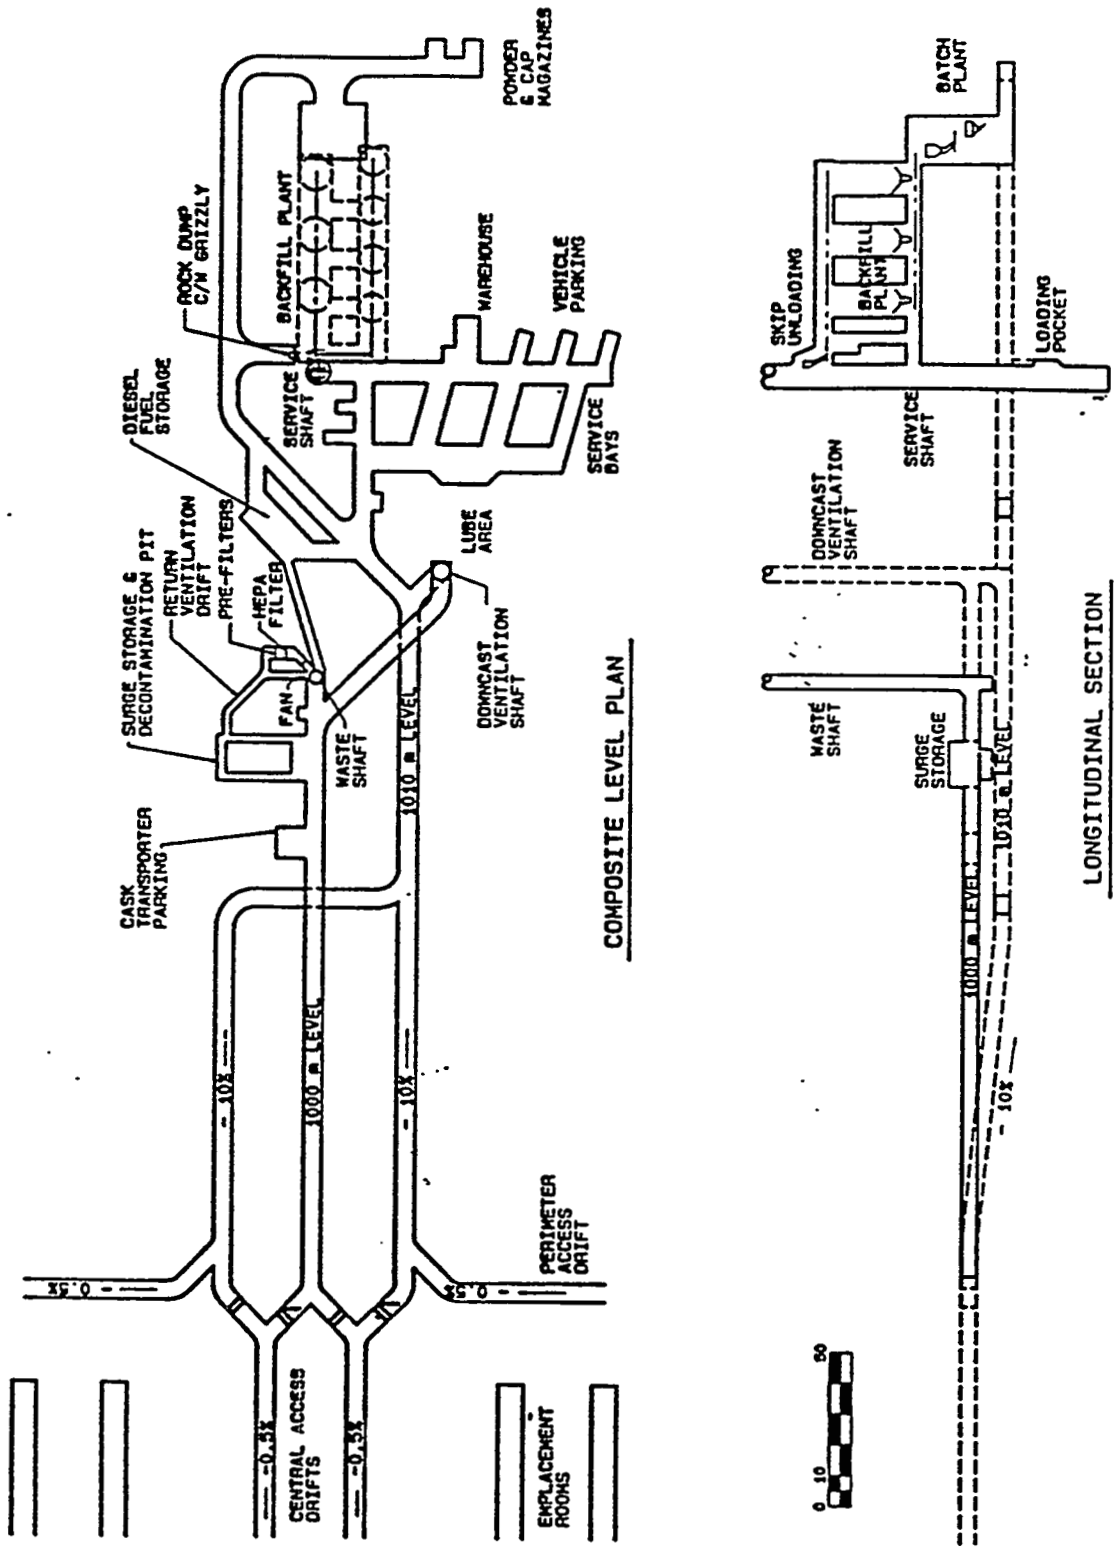 SURGE STORAGE &
DECONTAMINATION PIT
RETURN
VENTILATION
DRIFT
PRE-FILTERS
HEPA
FILTER
DIESEL
FUEL
STORAGE
ROCK DUMP
C/W GRIZZLY
BACKFILL PLANT
SERVICE
SHAFT
POWDER
& CAP
MAGAZINES
WAREHOUSE
VEHICLE
PARKING
SERVICE
BAYS
LUBE
AREA
DOWNCAST
VENTILATION
SHAFT
FAN
WASTE
SHAFT
CASK
TRANSPORTER
PARKING
1010 m LEVEL
1000 m LEVEL
- 10%
- 10%
- 0.5%
- 0.5%
PERIMETER
ACCESS
DRIFT
-0.5%
-0.5%
CENTRAL ACCESS
DRIFTS
EMPLACEMENT
ROOMS
COMPOSITE LEVEL PLAN
SKIP
UNLOADING
BACKFILL
PLANT
BATCH
PLANT
LOADING
POCKET
SERVICE
SHAFT
DOWNCAST
VENTILATION
SHAFT
WASTE
SHAFT
SURGE
STORAGE
1010 m LEVEL
1000 m LEVEL
- 10%
0 10 50
LONGITUDINAL SECTION